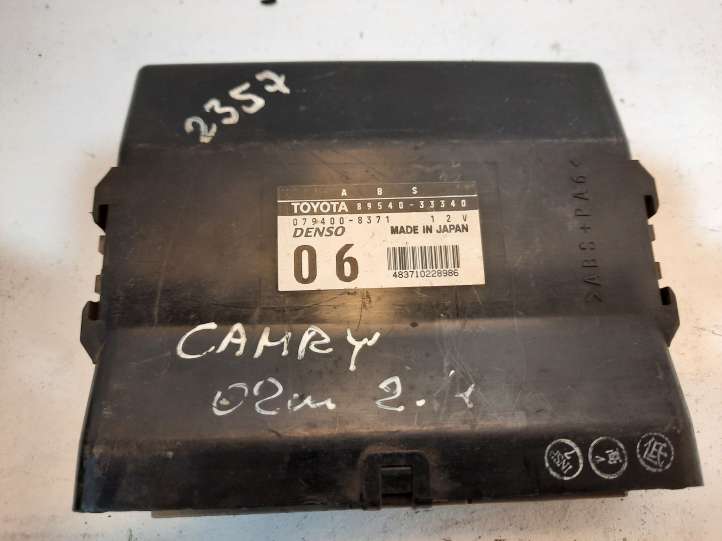 2357
A B S
TOYOTA 89540-33340
079400-8371 12V
DENSO MADE IN JAPAN
06
483710228986
>ABS+PA6<
CAMRY
02m 2.4